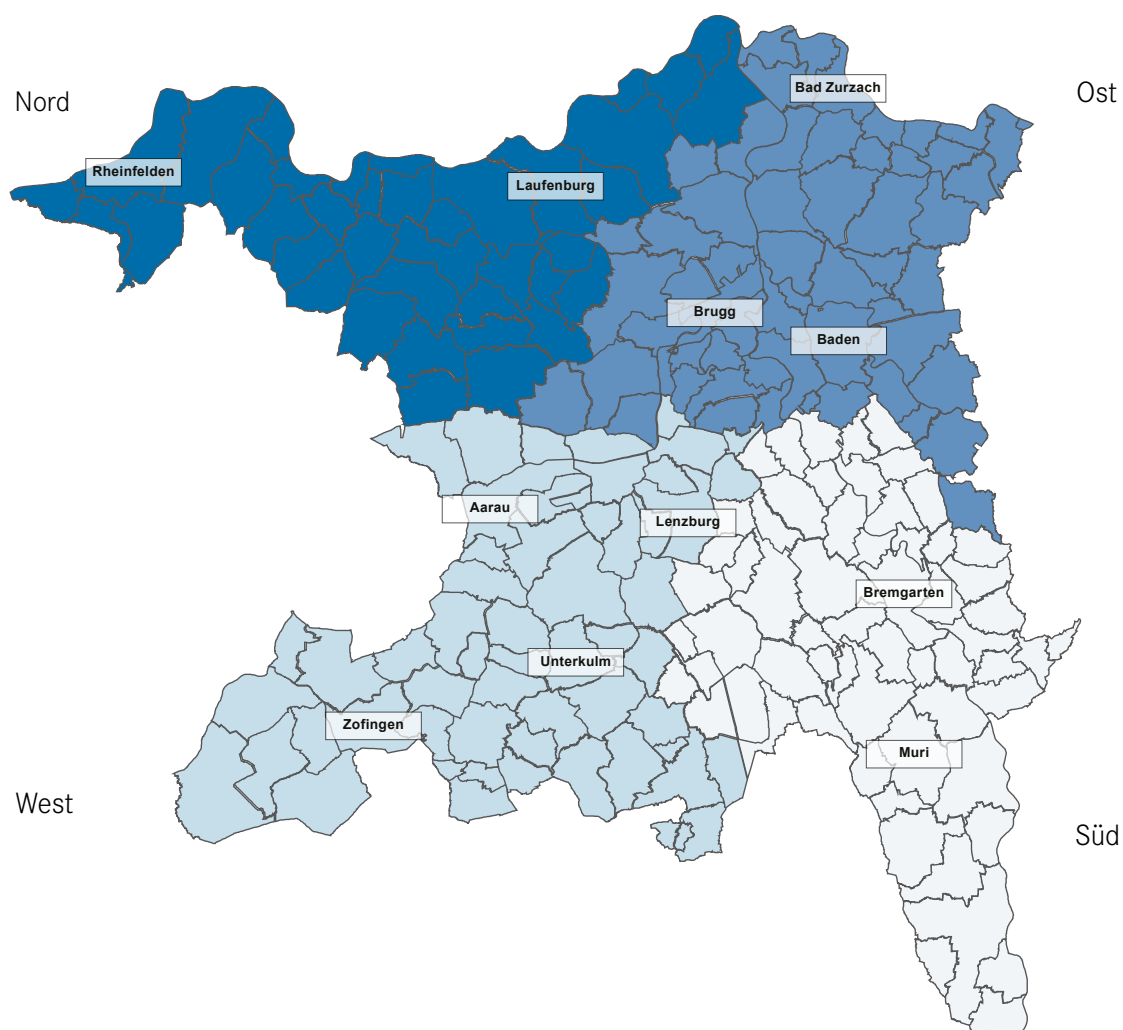 Bad Zurzach
Nord
Ost
Rheinfelden
Laufenburg
Brugg
Baden
Aarau
Lenzburg
Bremgarten
Unterkulm
Zofingen
Muri
West
Süd